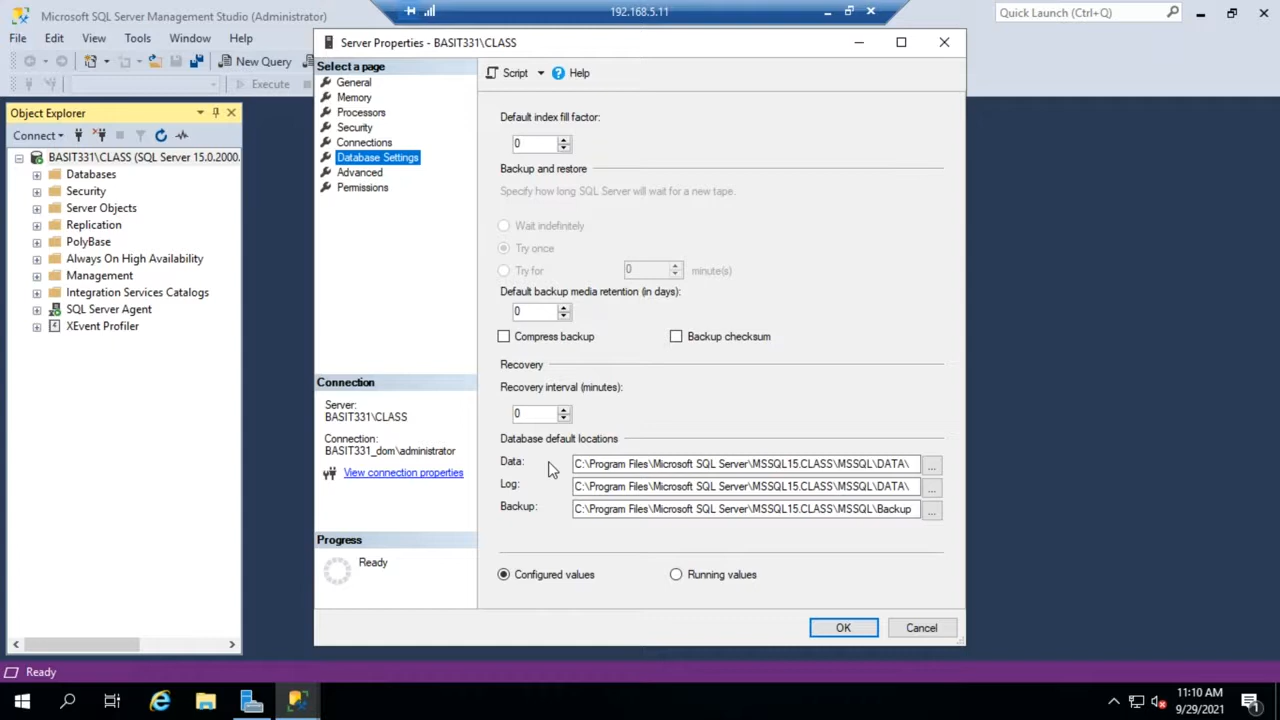 Microsoft SQL Server Management Studio (Administrator)
192.168.5.11
Quick Launch (Ctrl+Q)
File Edit View Tools Window Help
New Query
Execute
Object Explorer
Connect
BASIT331\CLASS (SQL Server 15.0.2000.
Databases
Security
Server Objects
Replication
PolyBase
Always On High Availability
Management
Integration Services Catalogs
SQL Server Agent
XEvent Profiler
Server Properties - BASIT331\CLASS
Select a page
General
Memory
Processors
Security
Connections
Database Settings
Advanced
Permissions
Connection
Server:
BASIT331\CLASS
Connection:
BASIT331_dom\administrator
View connection properties
Progress
Ready
Script Help
Default index fill factor:
0
Backup and restore
Specify how long SQL Server will wait for a new tape.
Wait indefinitely
Try once
Try for 0 minute(s)
Default backup media retention (in days):
0
Compress backup Backup checksum
Recovery
Recovery interval (minutes):
0
Database default locations
Data: C:\Program Files\Microsoft SQL Server\MSSQL15.CLASS\MSSQL\DATA\ ...
Log: C:\Program Files\Microsoft SQL Server\MSSQL15.CLASS\MSSQL\DATA\ ...
Backup: C:\Program Files\Microsoft SQL Server\MSSQL15.CLASS\MSSQL\Backup ...
Configured values Running values
OK Cancel
Ready
11:10 AM
9/29/2021
1